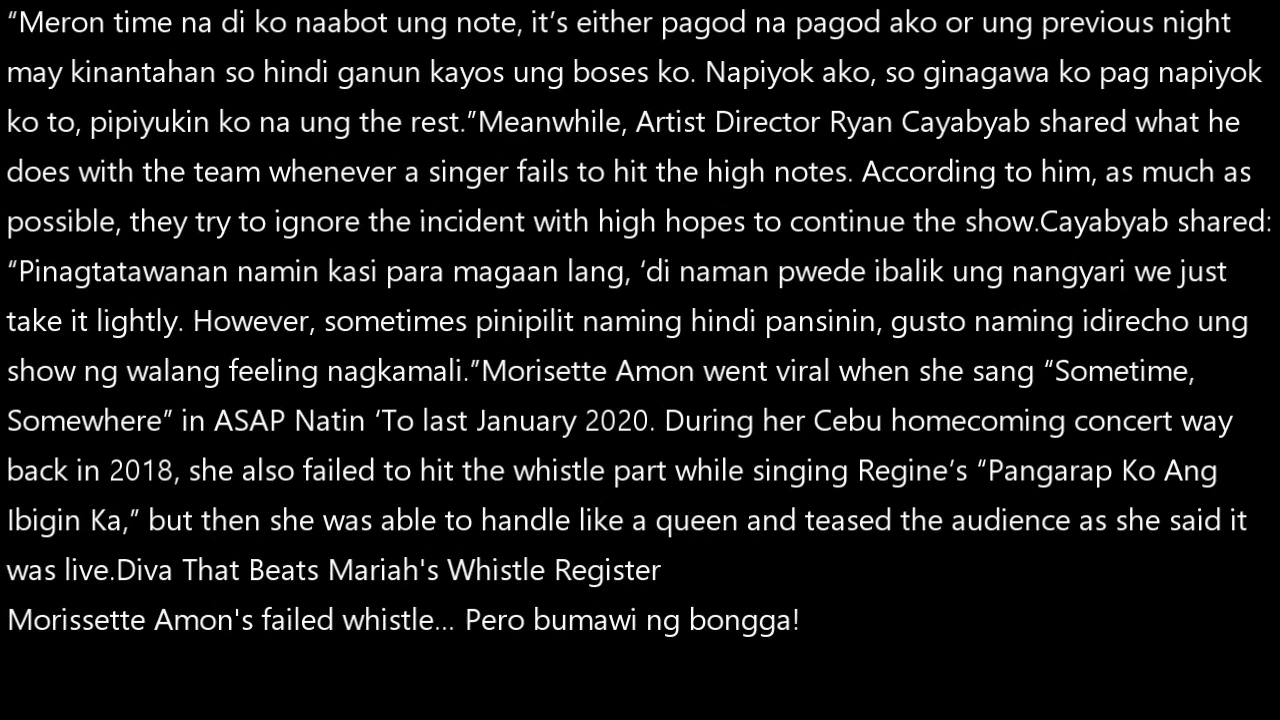 “Meron time na di ko naabot ung note, it’s either pagod na pagod ako or ung previous night
may kinantahan so hindi ganun kayos ung boses ko. Napiyok ako, so ginagawa ko pag napiyok
ko to, pipiyukin ko na ung the rest.”Meanwhile, Artist Director Ryan Cayabyab shared what he
does with the team whenever a singer fails to hit the high notes. According to him, as much as
possible, they try to ignore the incident with high hopes to continue the show.Cayabyab shared:
“Pinagtatawanan namin kasi para magaan lang, ‘di naman pwede ibalik ung nangyari we just
take it lightly. However, sometimes pinipilit naming hindi pansinin, gusto naming idirecho ung
show ng walang feeling nagkamali.”Morisette Amon went viral when she sang “Sometime,
Somewhere” in ASAP Natin ‘To last January 2020. During her Cebu homecoming concert way
back in 2018, she also failed to hit the whistle part while singing Regine’s “Pangarap Ko Ang
Ibigin Ka,” but then she was able to handle like a queen and teased the audience as she said it
was live.Diva That Beats Mariah's Whistle Register
Morissette Amon's failed whistle... Pero bumawi ng bongga!